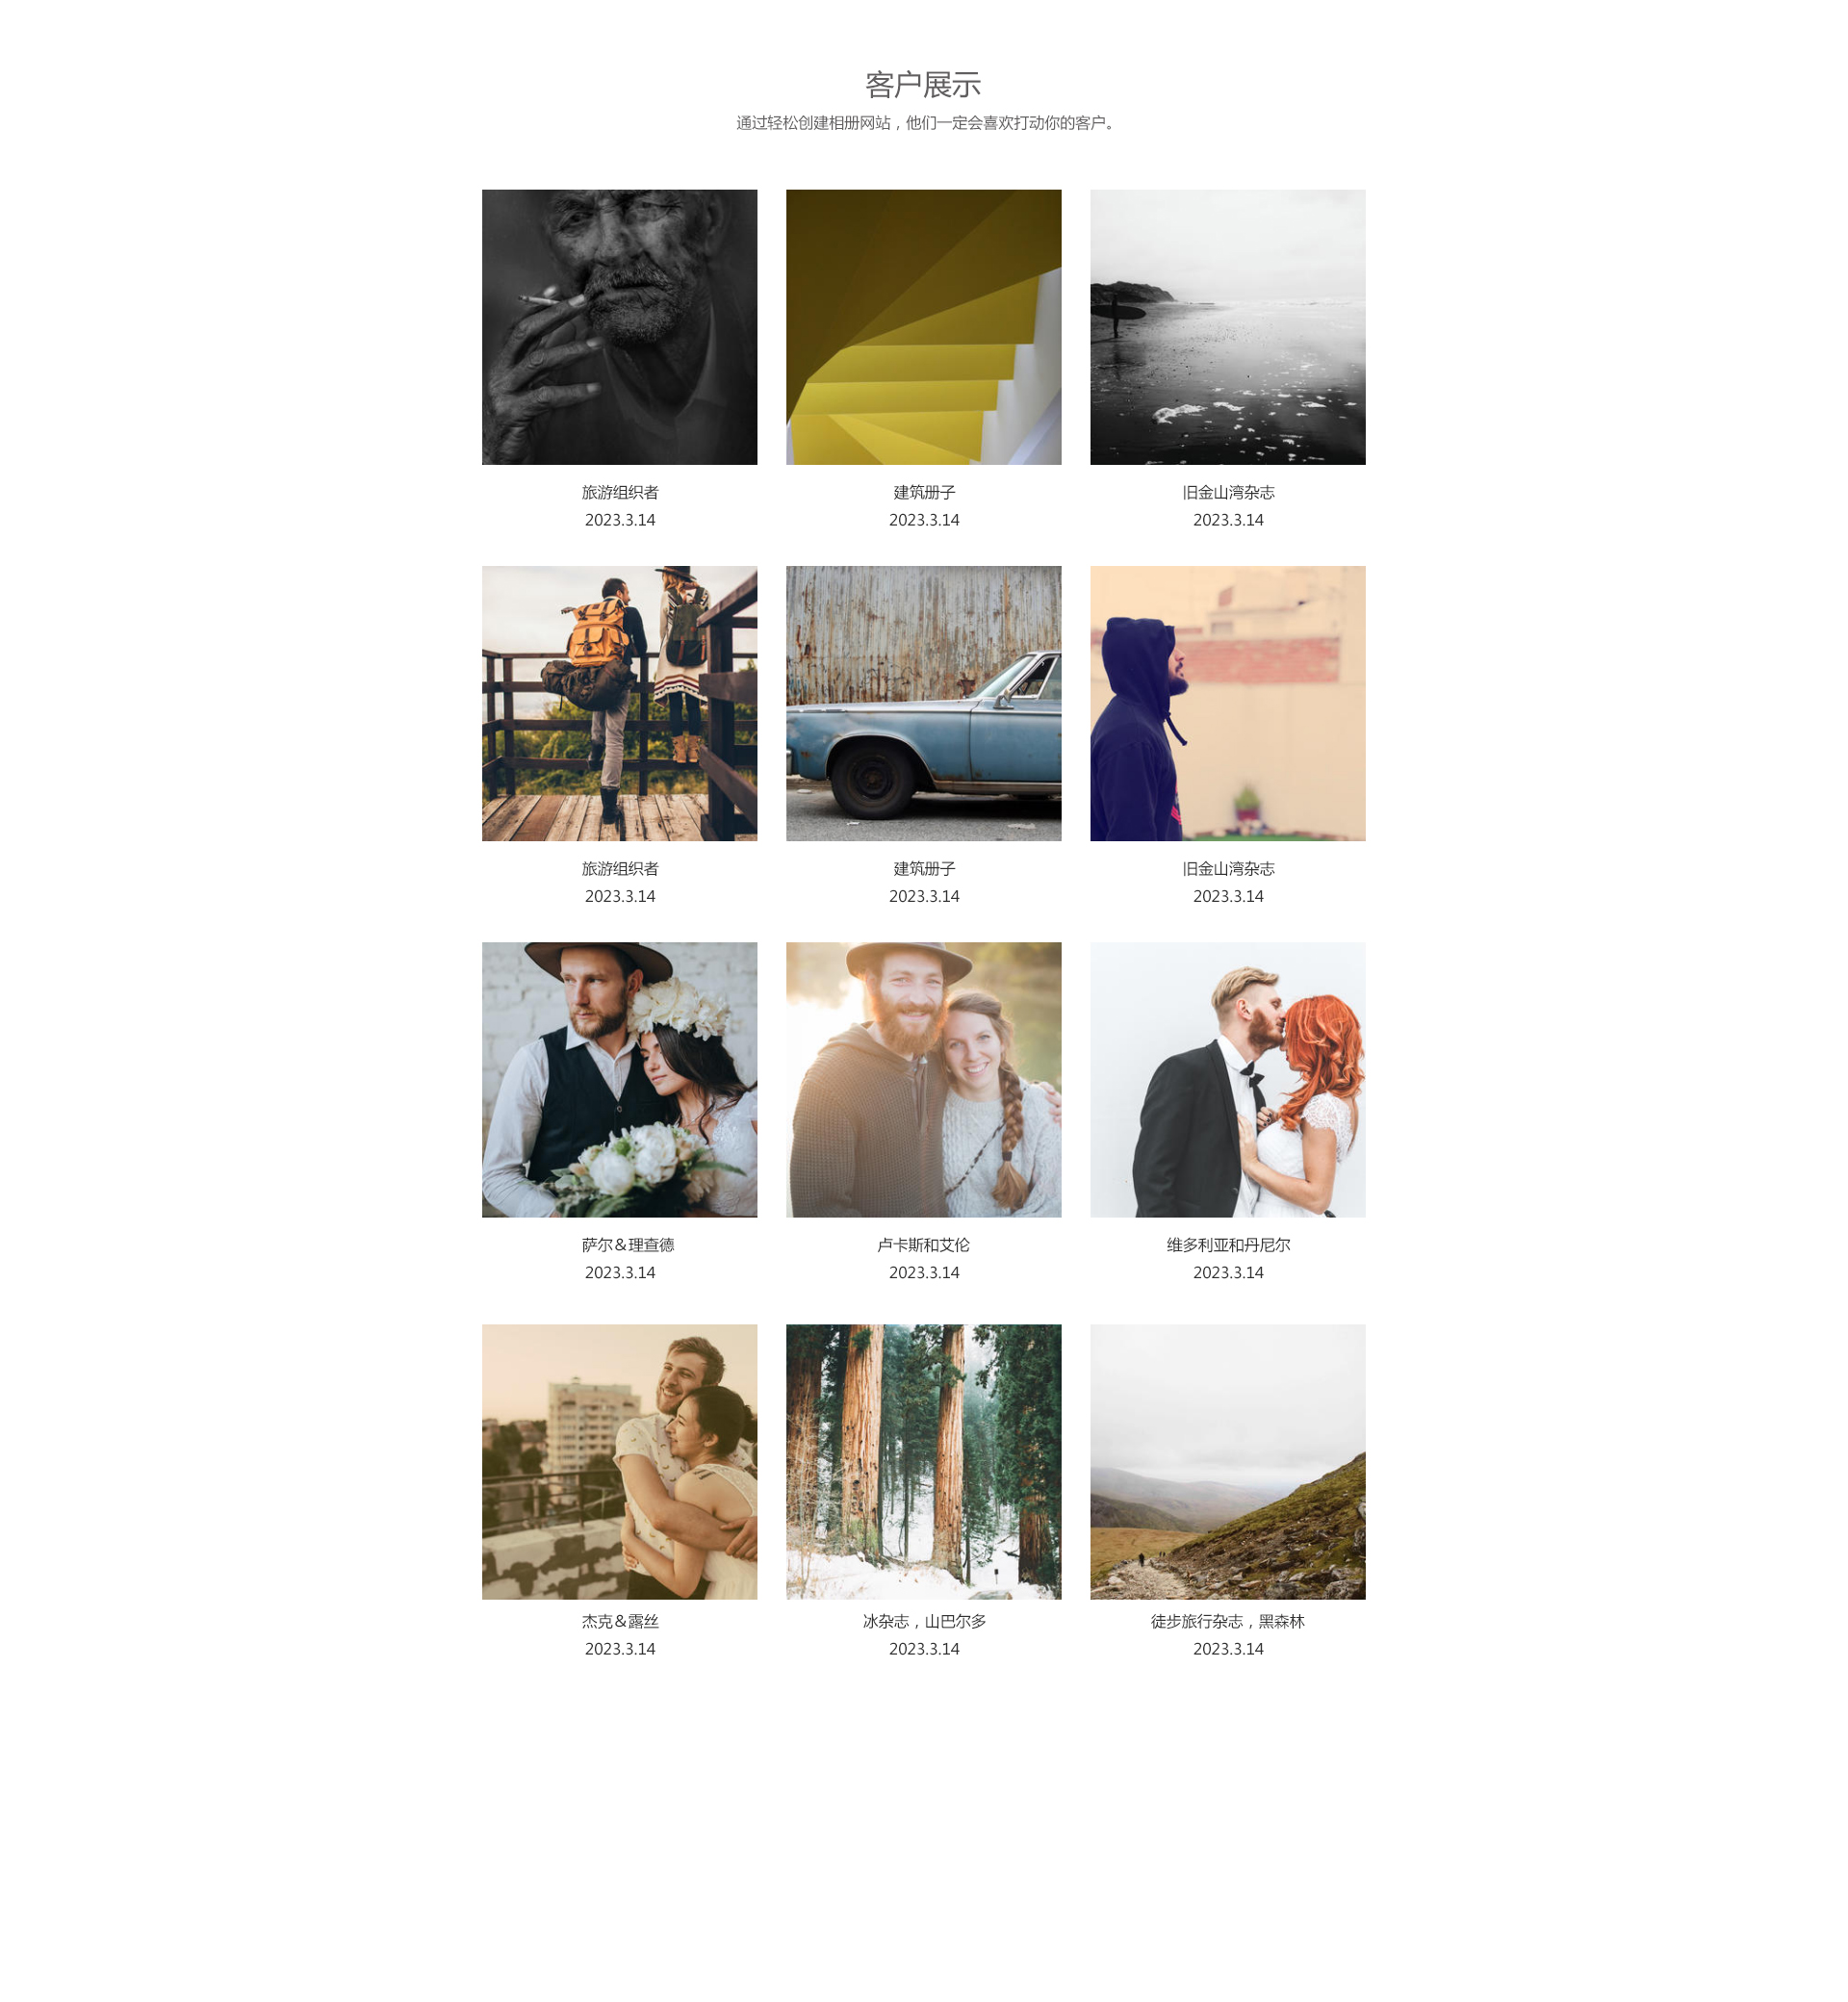 客户展示
通过轻松创建相册网站，他们一定会喜欢打动你的客户。
旅游组织者
2023.3.14
建筑册子
2023.3.14
旧金山湾杂志
2023.3.14
旅游组织者
2023.3.14
建筑册子
2023.3.14
旧金山湾杂志
2023.3.14
萨尔＆理查德
2023.3.14
卢卡斯和艾伦
2023.3.14
维多利亚和丹尼尔
2023.3.14
杰克＆露丝
2023.3.14
冰杂志，山巴尔多
2023.3.14
徒步旅行杂志，黑森林
2023.3.14